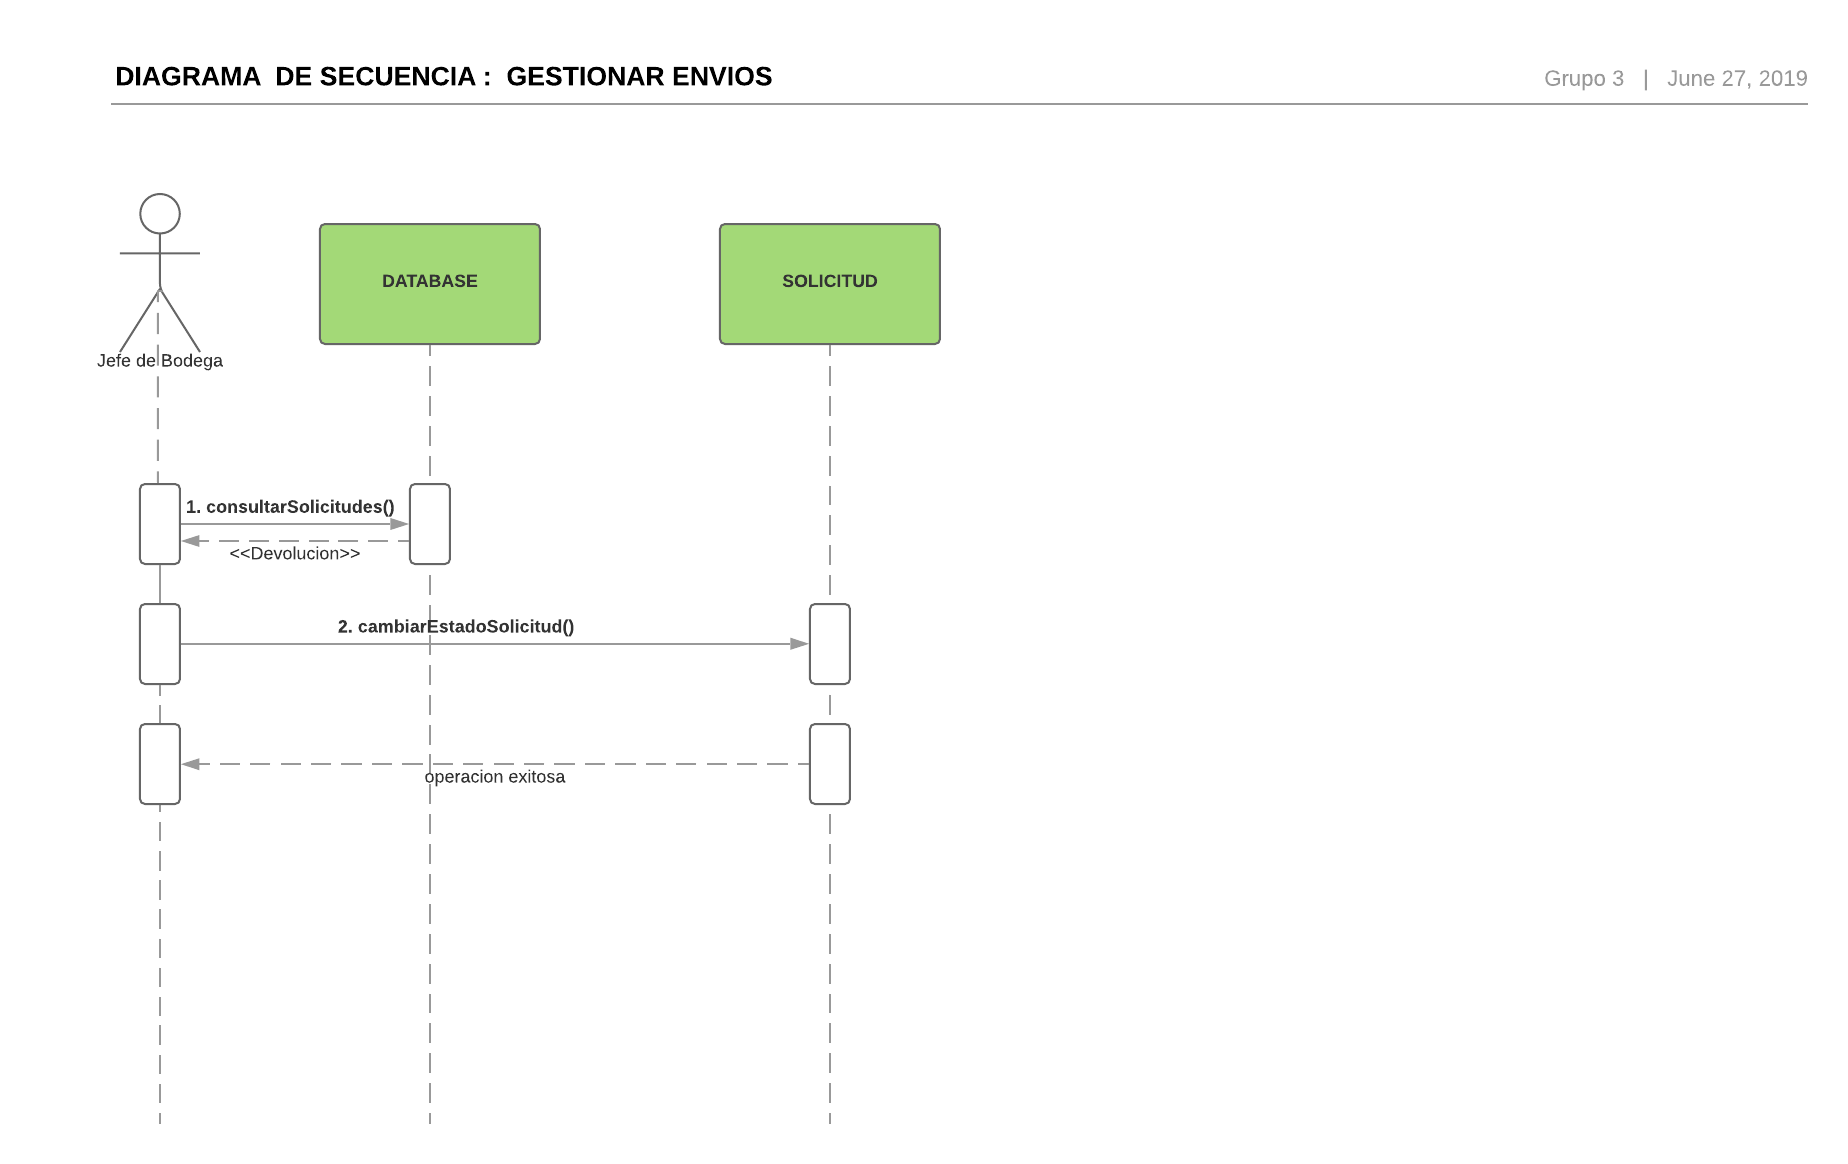 DIAGRAMA  DE SECUENCIA :  GESTIONAR ENVIOS
Grupo 3   |   June 27, 2019
DATABASE
SOLICITUD
Jefe de Bodega
1. consultarSolicitudes()
<<Devolucion>>
2. cambiarEstadoSolicitud()
operacion exitosa